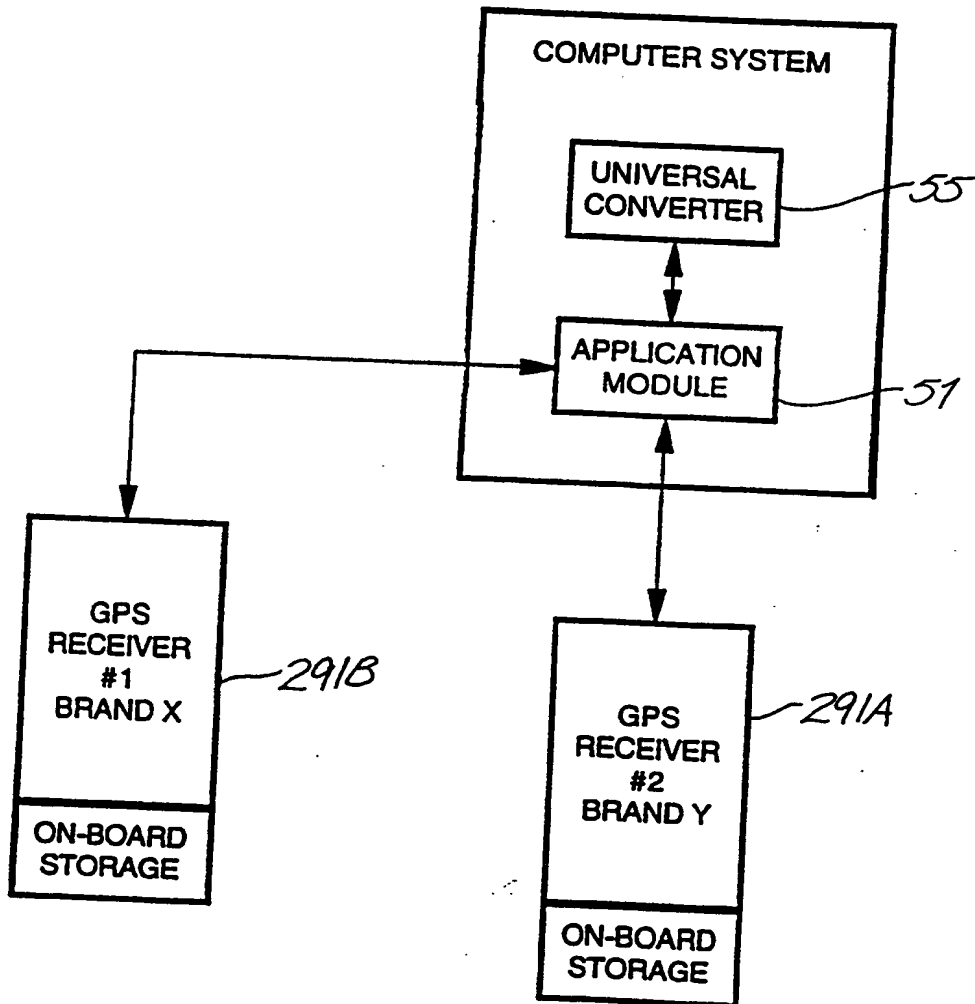 COMPUTER SYSTEM
UNIVERSAL
CONVERTER
55
APPLICATION
MODULE
51
GPS
RECEIVER
#1
BRAND X
291B
ON-BOARD
STORAGE
GPS
RECEIVER
#2
BRAND Y
291A
ON-BOARD
STORAGE